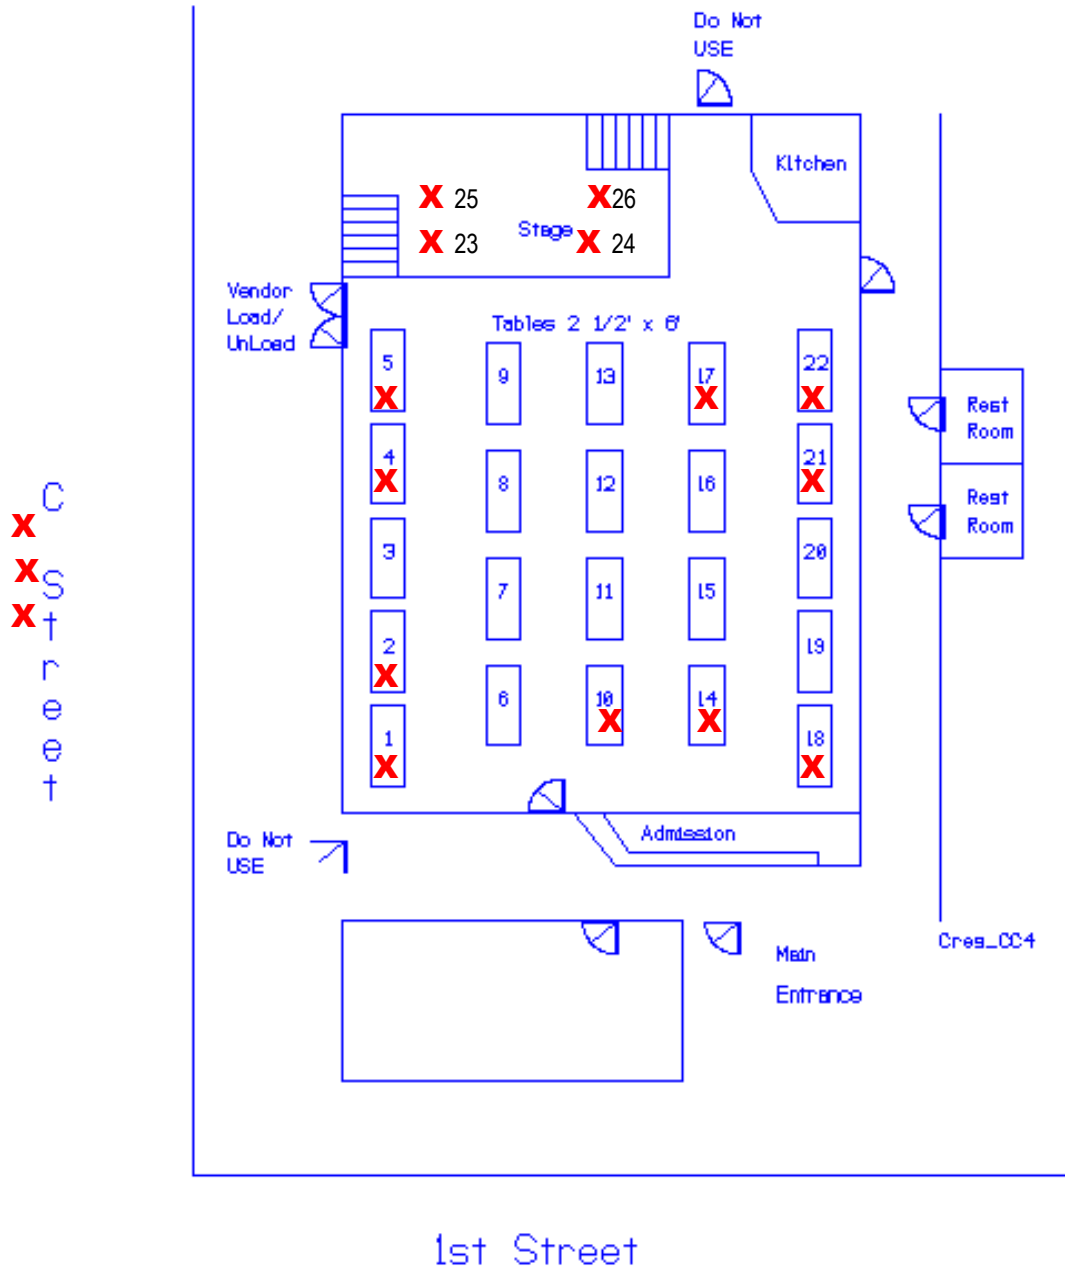 Do Not
USE
Kitchen
X 25
X 26
Stage
X 23
X 24
Vendor
Load/
UnLoad
Tables 2 1/2' x 6'
5
X
9
13
17
X
22
X
Rest
Room
4
X
8
12
16
21
X
Rest
Room
C Street
X
X
X
3
7
11
15
20
2
X
6
10
X
14
X
19
1
X
18
X
Admission
Do Not
USE
Main
Entrance
Cres_CC4
1st Street